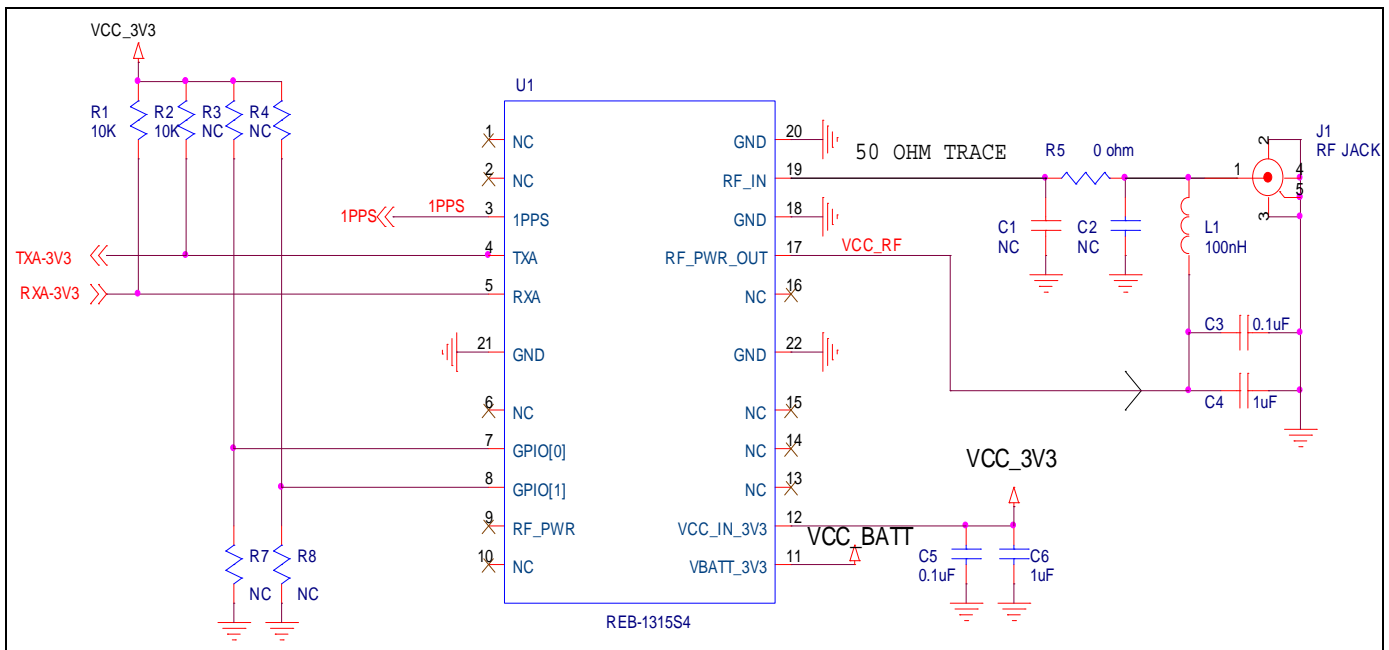 VCC_3V3
R1
10K
R2
10K
R3
NC
R4
NC
1PPS
1PPS
TXA-3V3
RXA-3V3
R7
NC
R8
NC
U1
1
NC
2
NC
3
1PPS
4
TXA
5
RXA
21
GND
6
NC
7
GPIO[0]
8
GPIO[1]
9
RF_PWR
10
NC
GND
20
RF_IN
19
GND
18
RF_PWR_OUT
17
NC
16
GND
22
NC
15
NC
14
NC
13
VCC_IN_3V3
12
VBATT_3V3
11
REB-1315S4
50 OHM TRACE
R5
0 ohm
C1
NC
C2
NC
VCC_RF
L1
100nH
J1
RF JACK
1
2
3
4
5
C3
0.1uF
C4
1uF
VCC_3V3
VCC_BATT
C5
0.1uF
C6
1uF